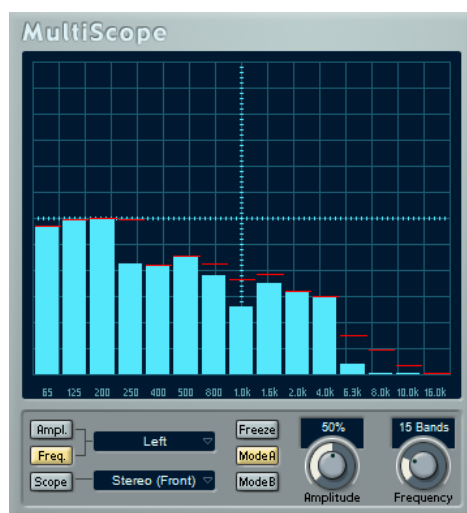 MultiScope
65 125 200 250 400 500 800 1.0k 1.6k 2.0k 4.0k 6.3k 8.0k 10.0k 16.0k
Ampl. Left Freeze 50% 15 Bands
Freq. Mode A
Scope Stereo (Front) Mode B
Amplitude Frequency